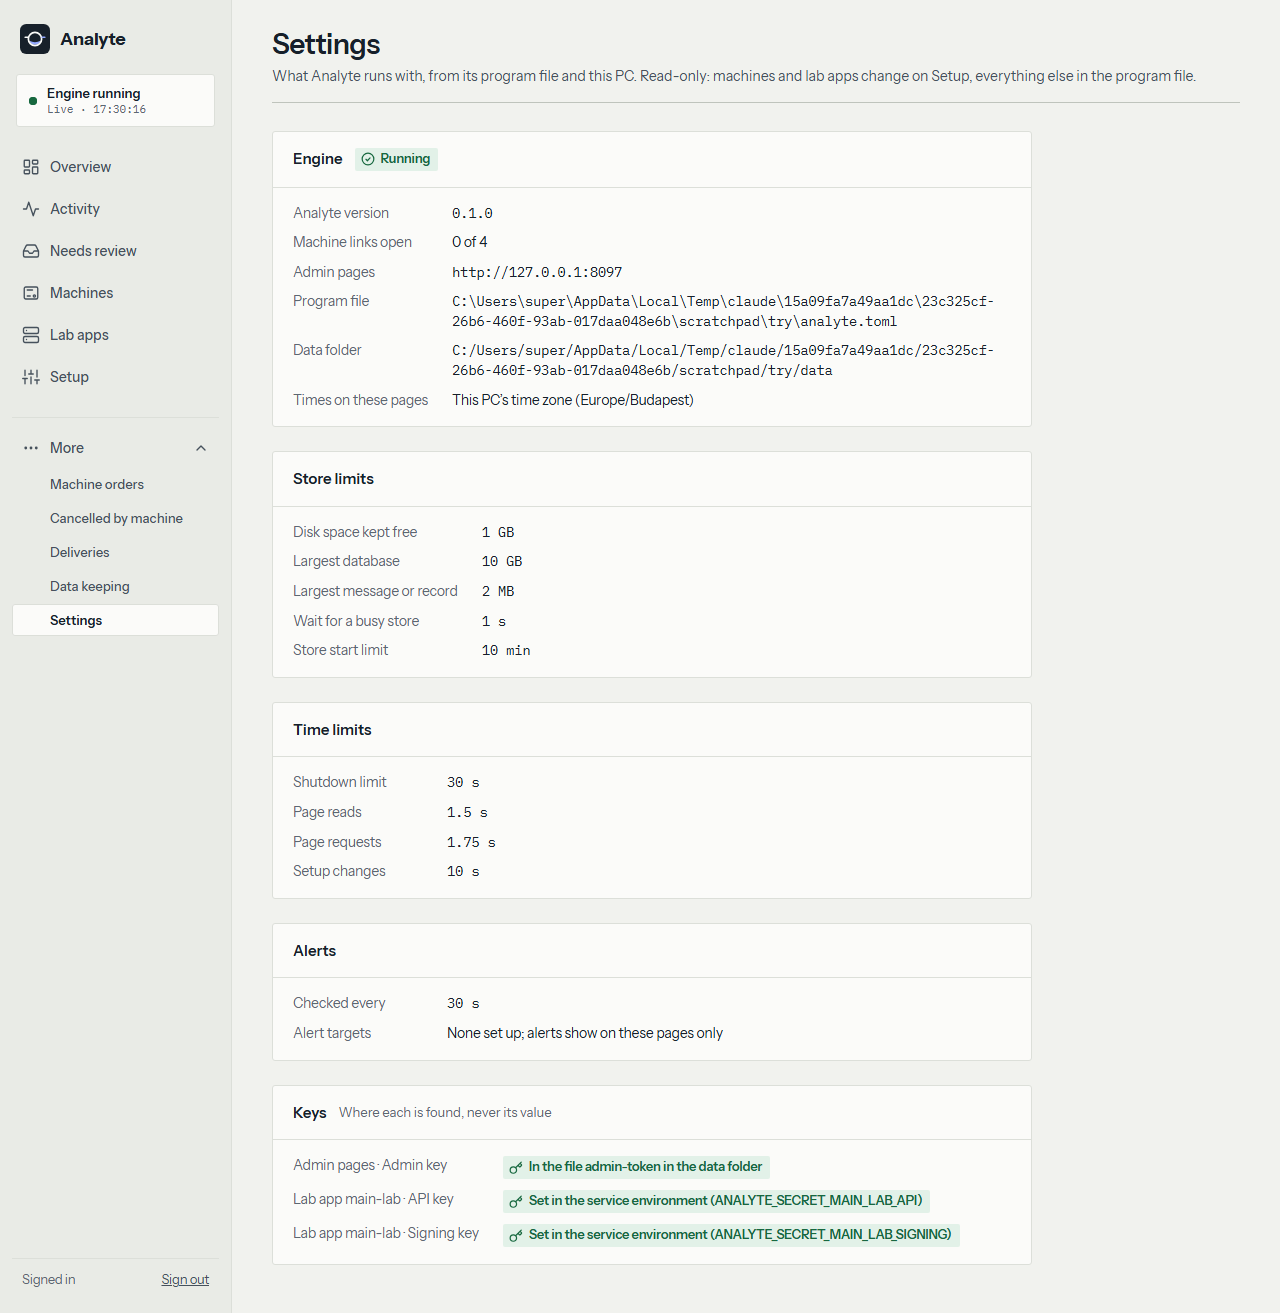 Analyte
Engine running
Live · 17:30:16
Overview
Activity
Needs review
Machines
Lab apps
Setup
More
Machine orders
Cancelled by machine
Deliveries
Data keeping
Settings
Signed in
Sign out
Settings
What Analyte runs with, from its program file and this PC. Read-only: machines and lab apps change on Setup, everything else in the program file.
Engine Running
Analyte version 0.1.0
Machine links open 0 of 4
Admin pages http://127.0.0.1:8097
Program file C:\Users\super\AppData\Local\Temp\claude\15a09fa7a49aa1dc\23c325cf-
26b6-460f-93ab-017daa048e6b\scratchpad\try\analyte.toml
Data folder C:/Users/super/AppData/Local/Temp/claude/15a09fa7a49aa1dc/23c325cf-
26b6-460f-93ab-017daa048e6b/scratchpad/try/data
Times on these pages This PC's time zone (Europe/Budapest)
Store limits
Disk space kept free 1 GB
Largest database 10 GB
Largest message or record 2 MB
Wait for a busy store 1 s
Store start limit 10 min
Time limits
Shutdown limit 30 s
Page reads 1.5 s
Page requests 1.75 s
Setup changes 10 s
Alerts
Checked every 30 s
Alert targets None set up; alerts show on these pages only
Keys Where each is found, never its value
Admin pages · Admin key In the file admin-token in the data folder
Lab app main-lab · API key Set in the service environment (ANALYTE_SECRET_MAIN_LAB_API)
Lab app main-lab · Signing key Set in the service environment (ANALYTE_SECRET_MAIN_LAB_SIGNING)